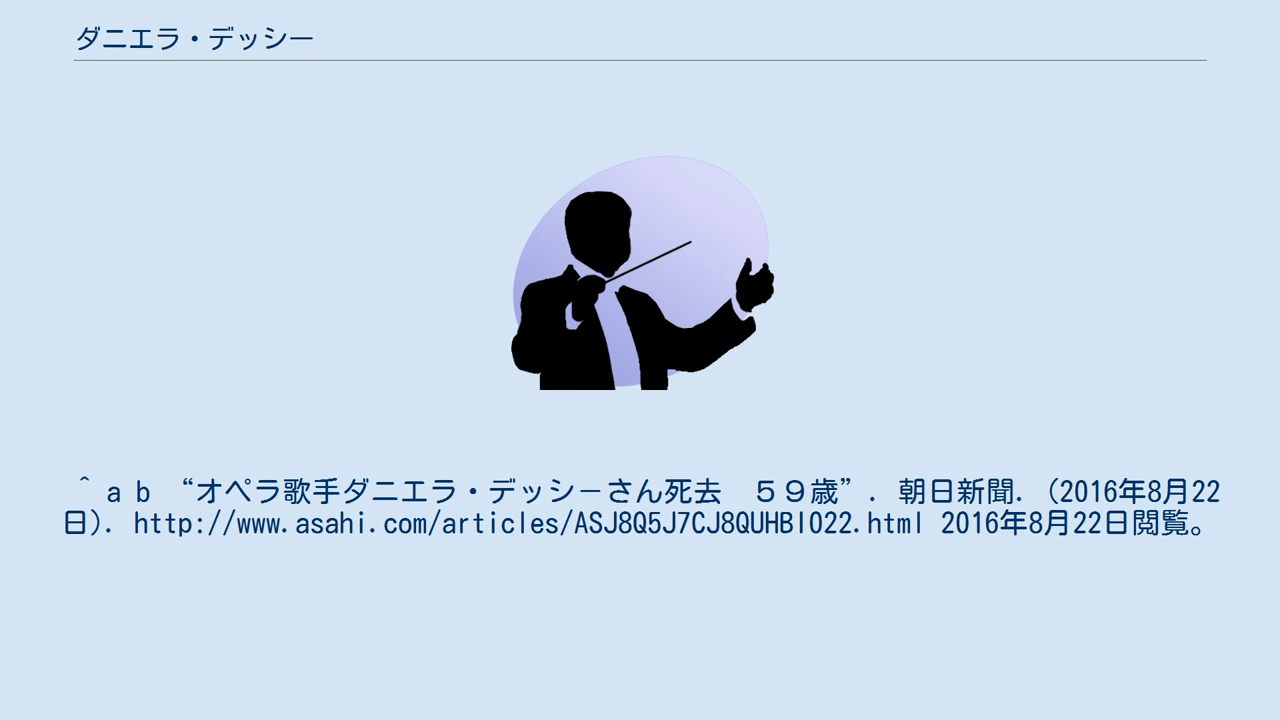 ダニエラ・デッシー
^ a b “オペラ歌手ダニエラ・デッシーさん死去　５９歳”. 朝日新聞. (2016年8月22
日). http://www.asahi.com/articles/ASJ8Q5J7CJ8QUHBI022.html 2016年8月22日閲覧。